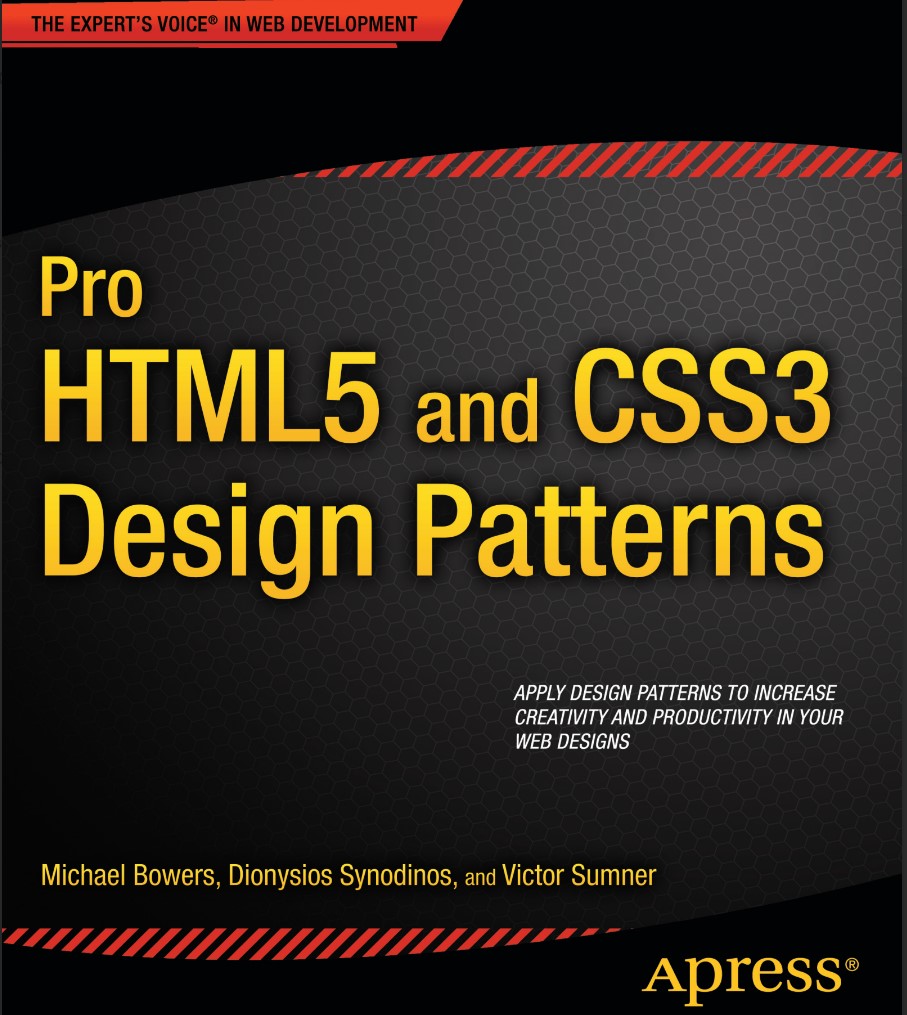 THE EXPERT'S VOICE® IN WEB DEVELOPMENT
Pro
HTML5 and CSS3
Design Patterns
APPLY DESIGN PATTERNS TO INCREASE
CREATIVITY AND PRODUCTIVITY IN YOUR
WEB DESIGNS
Michael Bowers, Dionysios Synodinos, and Victor Sumner
Apress®